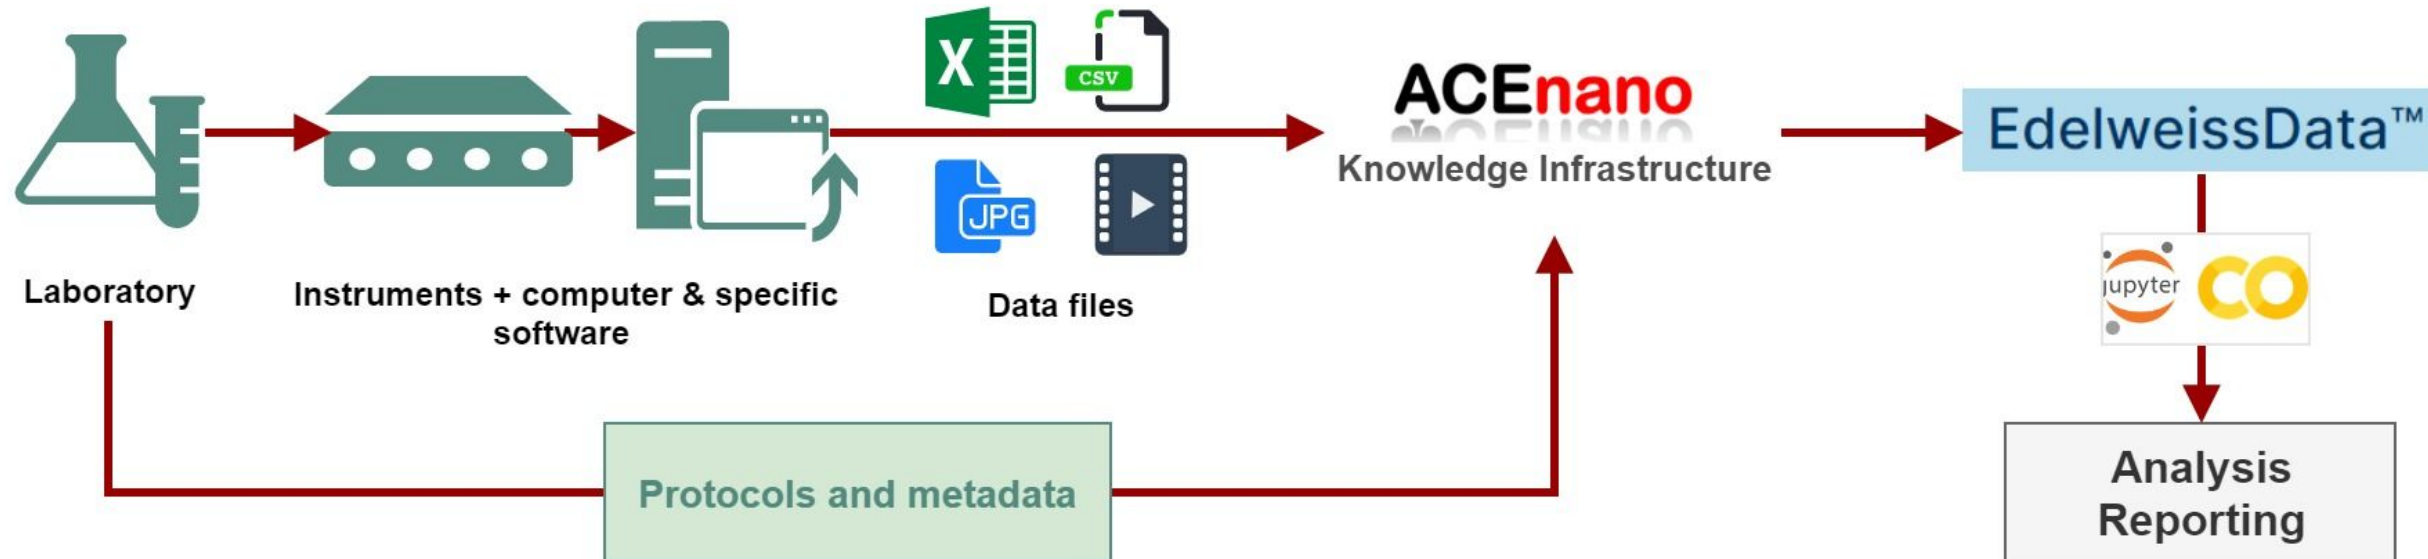 X
CSV
JPG
ACEnano
Knowledge Infrastructure
EdelweissData™
jupyter
CO
Laboratory
Instruments + computer & specific
software
Data files
Protocols and metadata
Analysis
Reporting